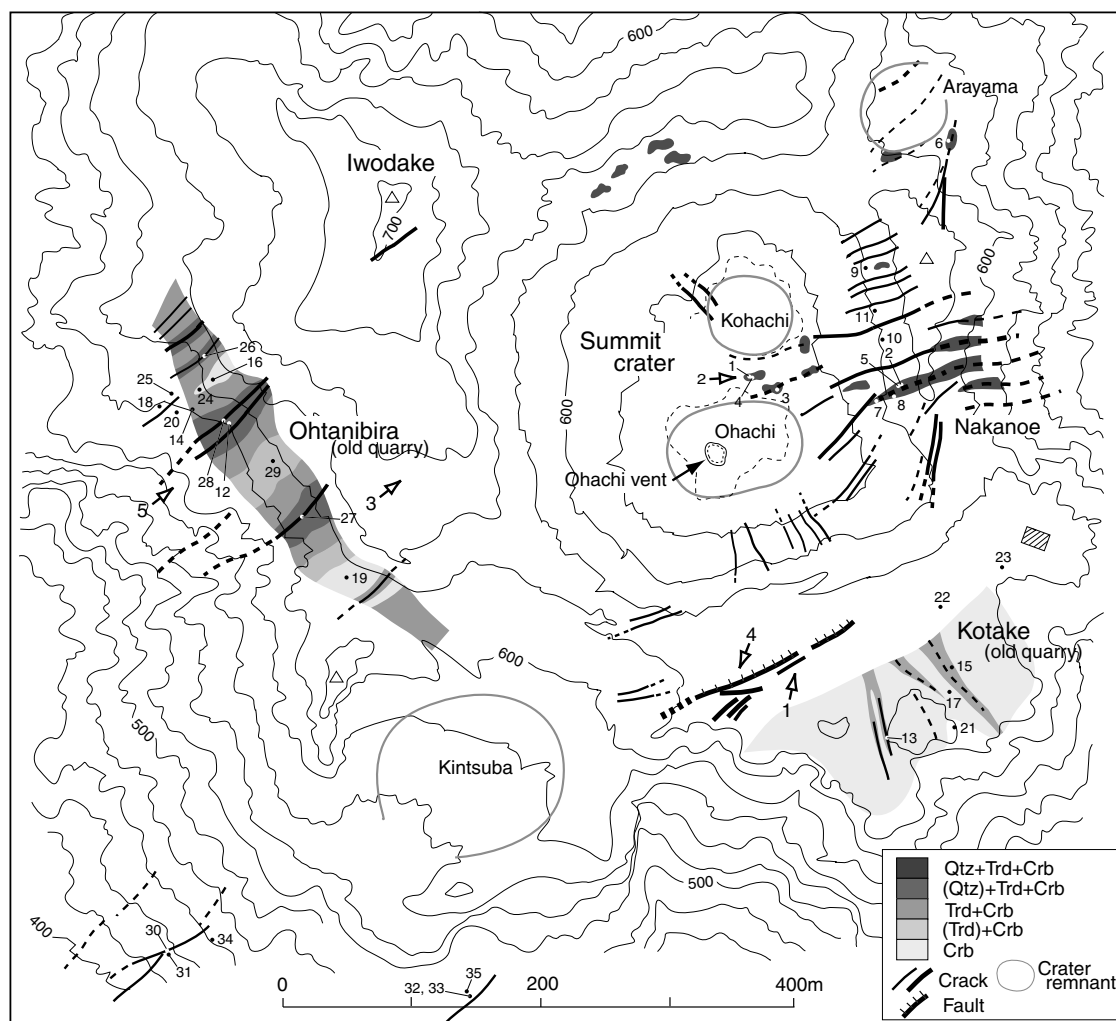 600
Arayama
6
Iwodake
700
600
9
Kohachi
11
Summit
crater
10
1
2
2
5
4
3
7
8
Nakanoe
600
Ohachi
Ohachi vent
26
16
25
18
24
20
14
Ohtanibira
(old quarry)
28
12
29
5
3
27
19
23
22
Kotake
(old quarry)
15
17
21
13
4
1
600
500
Kintsuba
500
400
30
31
34
35
32, 33
0
200
400m
Qtz+Trd+Crb
(Qtz)+Trd+Crb
Trd+Crb
(Trd)+Crb
Crb
Crack
Crater
remnant
Fault